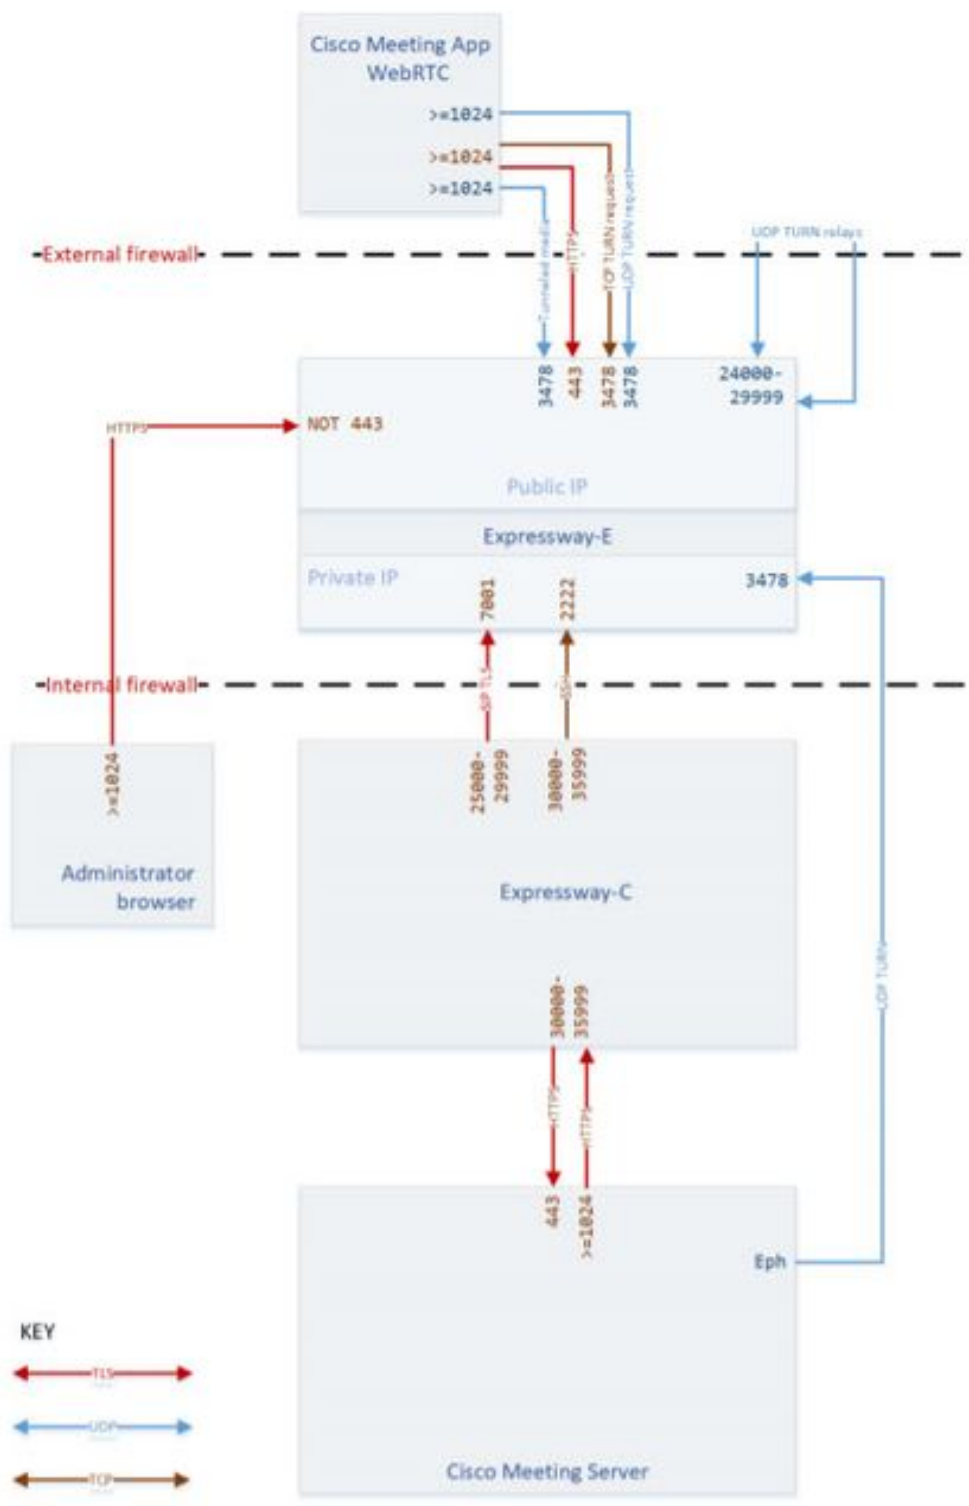 Cisco Meeting App
WebRTC
>=1024
>=1024
>=1024
UDP TURN relays
External firewall
Tunneled media
HTTPS
TCP TURN request
UDP TURN request
3478
443
3478
3478
24000-
29999
HTTPS
NOT 443
Public IP
Expressway-E
Private IP
7001
2222
3478
Internal firewall
SIP TLS
SSH
>=1024
25000-
29999
30000-
35999
Administrator
browser
Expressway-C
UDP TURN
30000-
35999
HTTPS
HTTPS
443
>=1024
Eph
KEY
TLS
UDP
TCP
Cisco Meeting Server